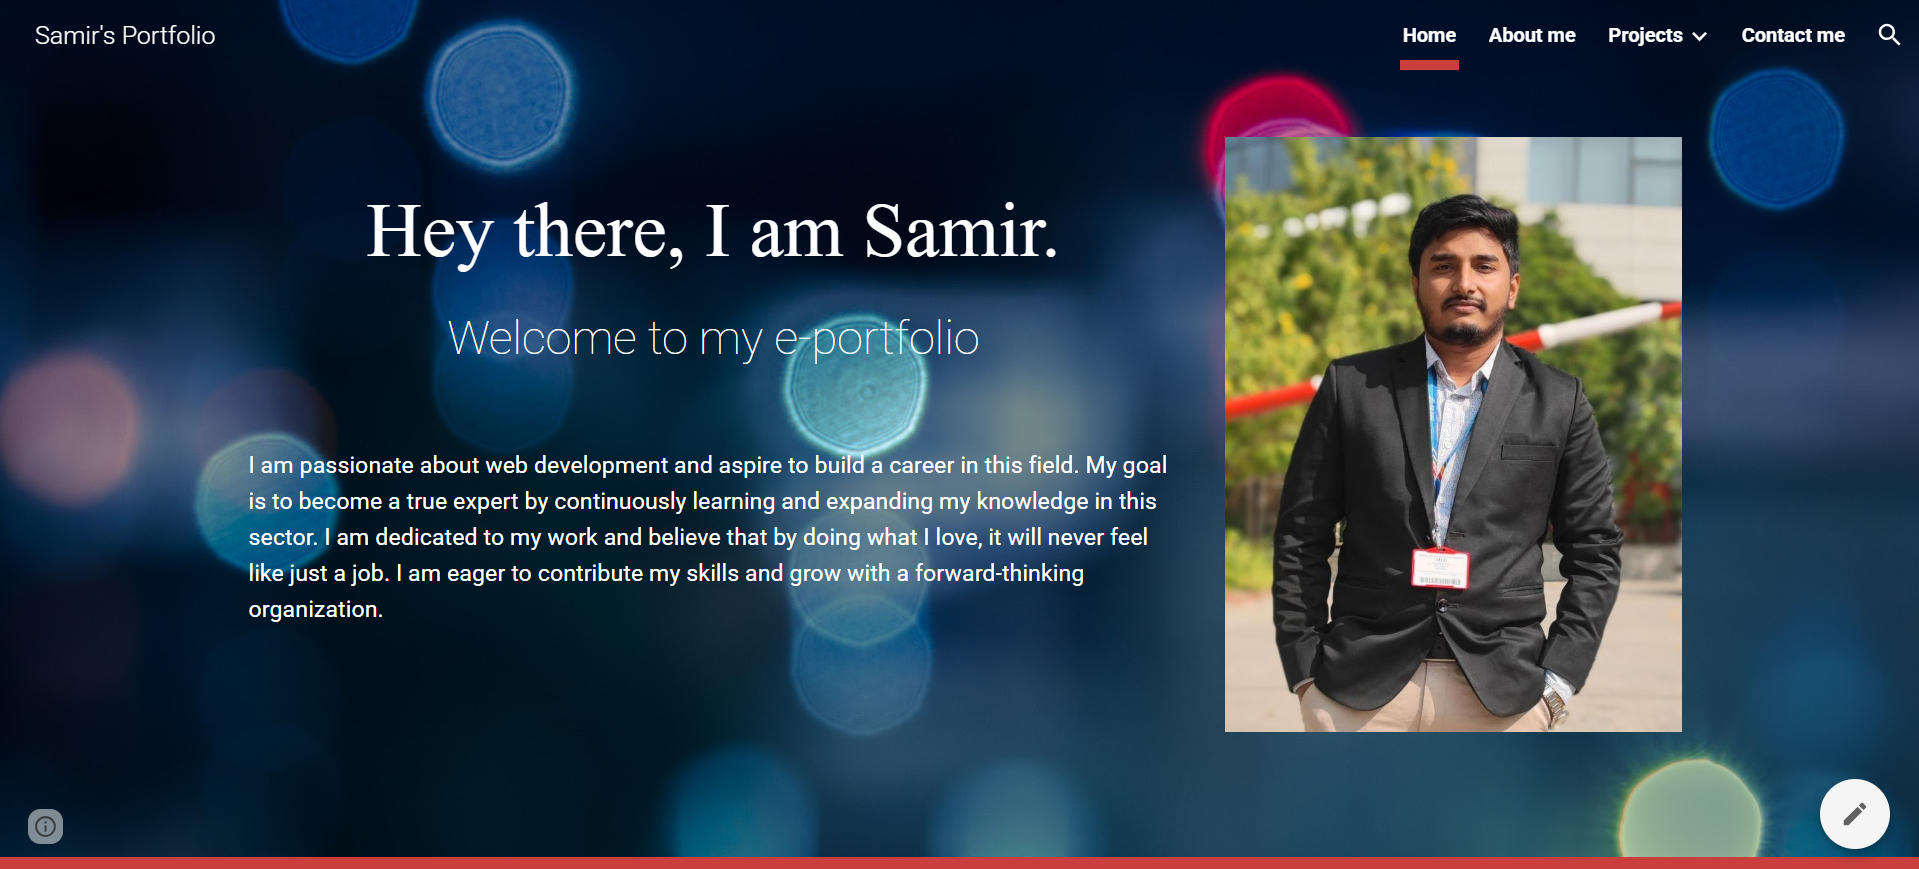 Samir's Portfolio
Home
About me
Projects
Contact me
Hey there, I am Samir.
Welcome to my e-portfolio
I am passionate about web development and aspire to build a career in this field. My goal
is to become a true expert by continuously learning and expanding my knowledge in this
sector. I am dedicated to my work and believe that by doing what I love, it will never feel
like just a job. I am eager to contribute my skills and grow with a forward-thinking
organization.